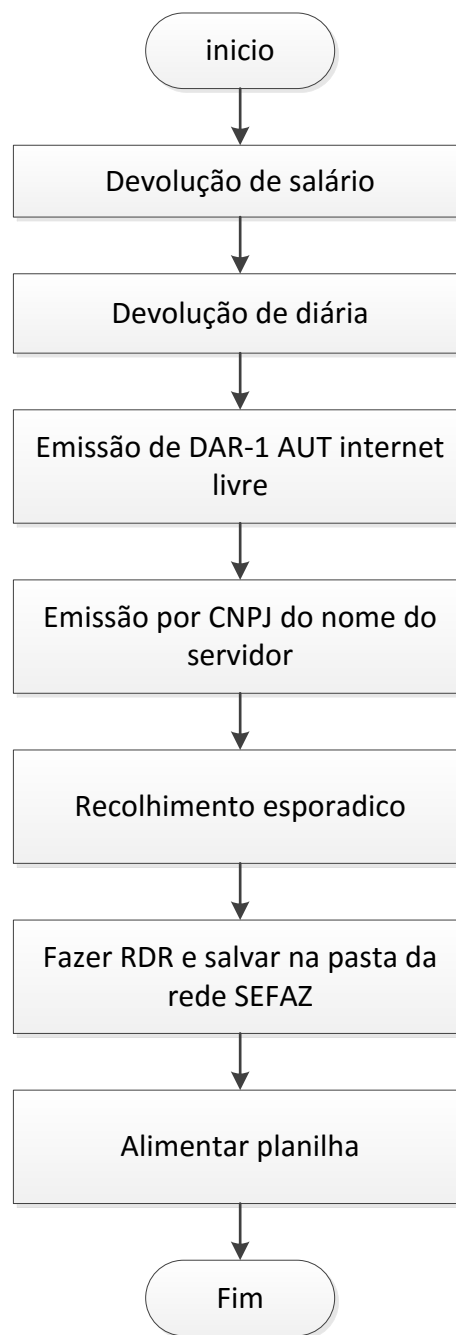 inicio
Devolução de salário
Devolução de diária
Emissão de DAR-1 AUT internet
livre
Emissão por CNPJ do nome do
servidor
Recolhimento esporadico
Fazer RDR e salvar na pasta da
rede SEFAZ
Alimentar planilha
Fim